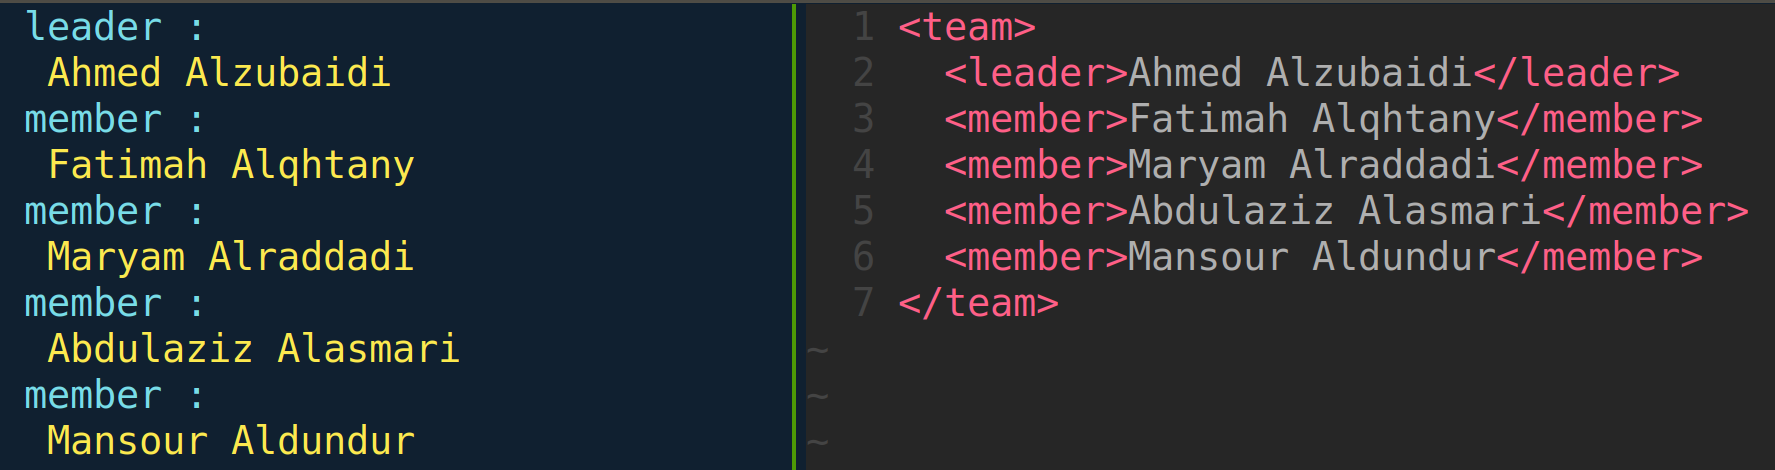 leader :
Ahmed Alzubaidi
member :
Fatimah Alqhtany
member :
Maryam Alraddadi
member :
Abdulaziz Alasmari
member :
Mansour Aldundur
1 <team>
2 <leader>Ahmed Alzubaidi</leader>
3 <member>Fatimah Alqhtany</member>
4 <member>Maryam Alraddadi</member>
5 <member>Abdulaziz Alasmari</member>
6 <member>Mansour Aldundur</member>
7 </team>
~
~
~